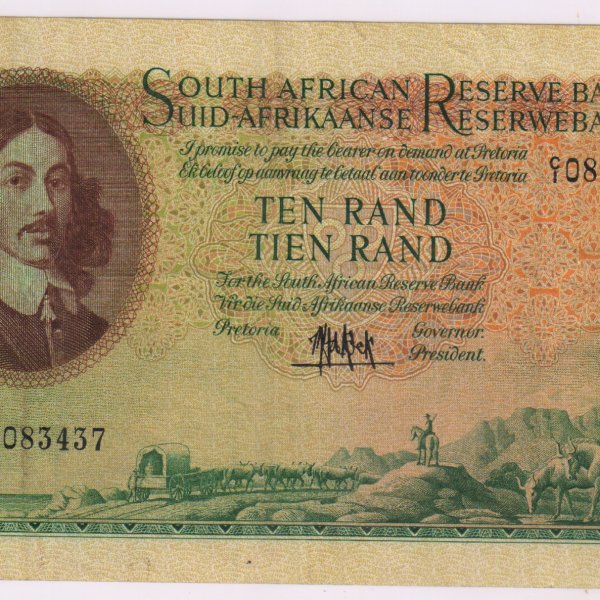 SOUTH AFRICAN RESERVE BA
SUID-AFRIKAANSE RESERWEBA
I promise to pay the bearer on demand at Pretoria
Ek beloof op aanvraag te betaal aan toonder te Pretoria
C/1 08
TEN RAND
TIEN RAND
For the South African Reserve Bank
Vir die Suid-Afrikaanse Reserwebank
Pretoria
Governor.
President.
083437